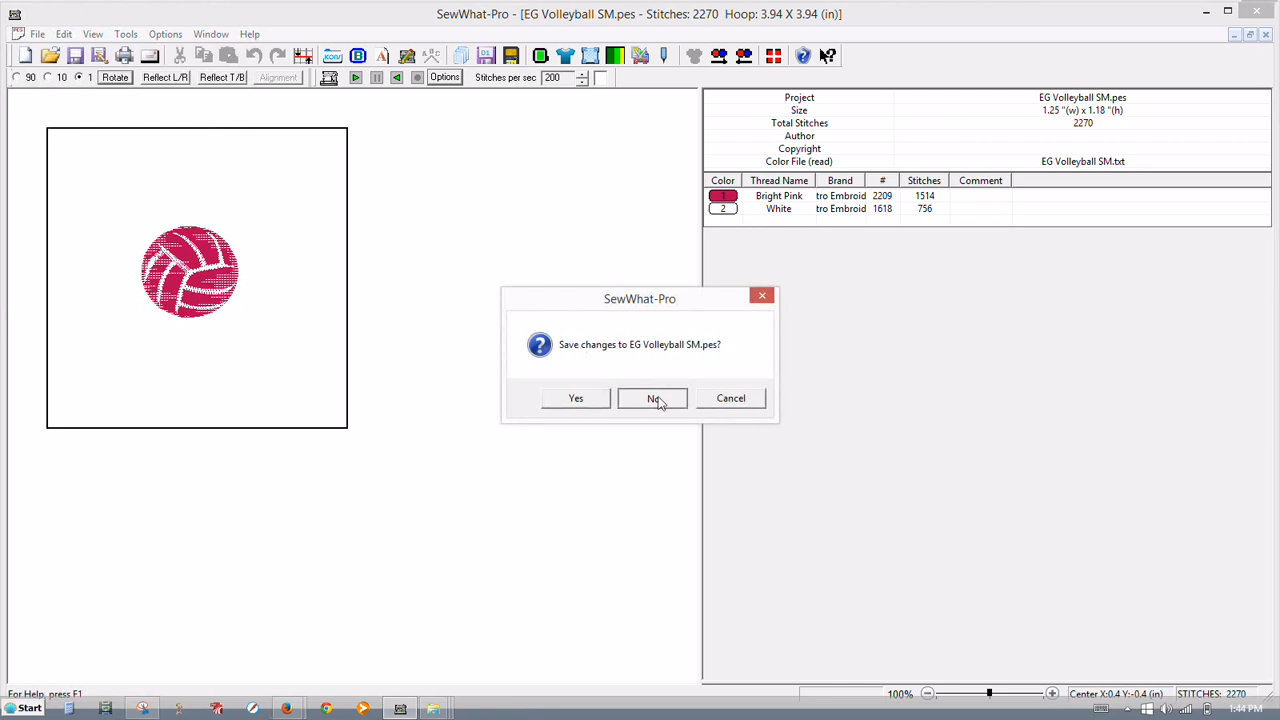 SewWhat-Pro - [EG Volleyball SM.pes - Stitches: 2270 Hoop: 3.94 X 3.94 (in)]
File Edit View Tools Options Window Help
90 10 1 Rotate Reflect L/R Reflect T/B Alignment Options Stitches per sec 200
Project EG Volleyball SM.pes
Size 1.25 "(w) x 1.18 "(h)
Total Stitches 2270
Author
Copyright
Color File (read) EG Volleyball SM.txt
Color Thread Name Brand # Stitches Comment
1 Bright Pink tro Embroid 2209 1514
2 White tro Embroid 1618 756
SewWhat-Pro
Save changes to EG Volleyball SM.pes?
Yes No Cancel
For Help, press F1 100% Center X:0.4 Y:-0.4 (in) STITCHES: 2270
Start 1:44 PM